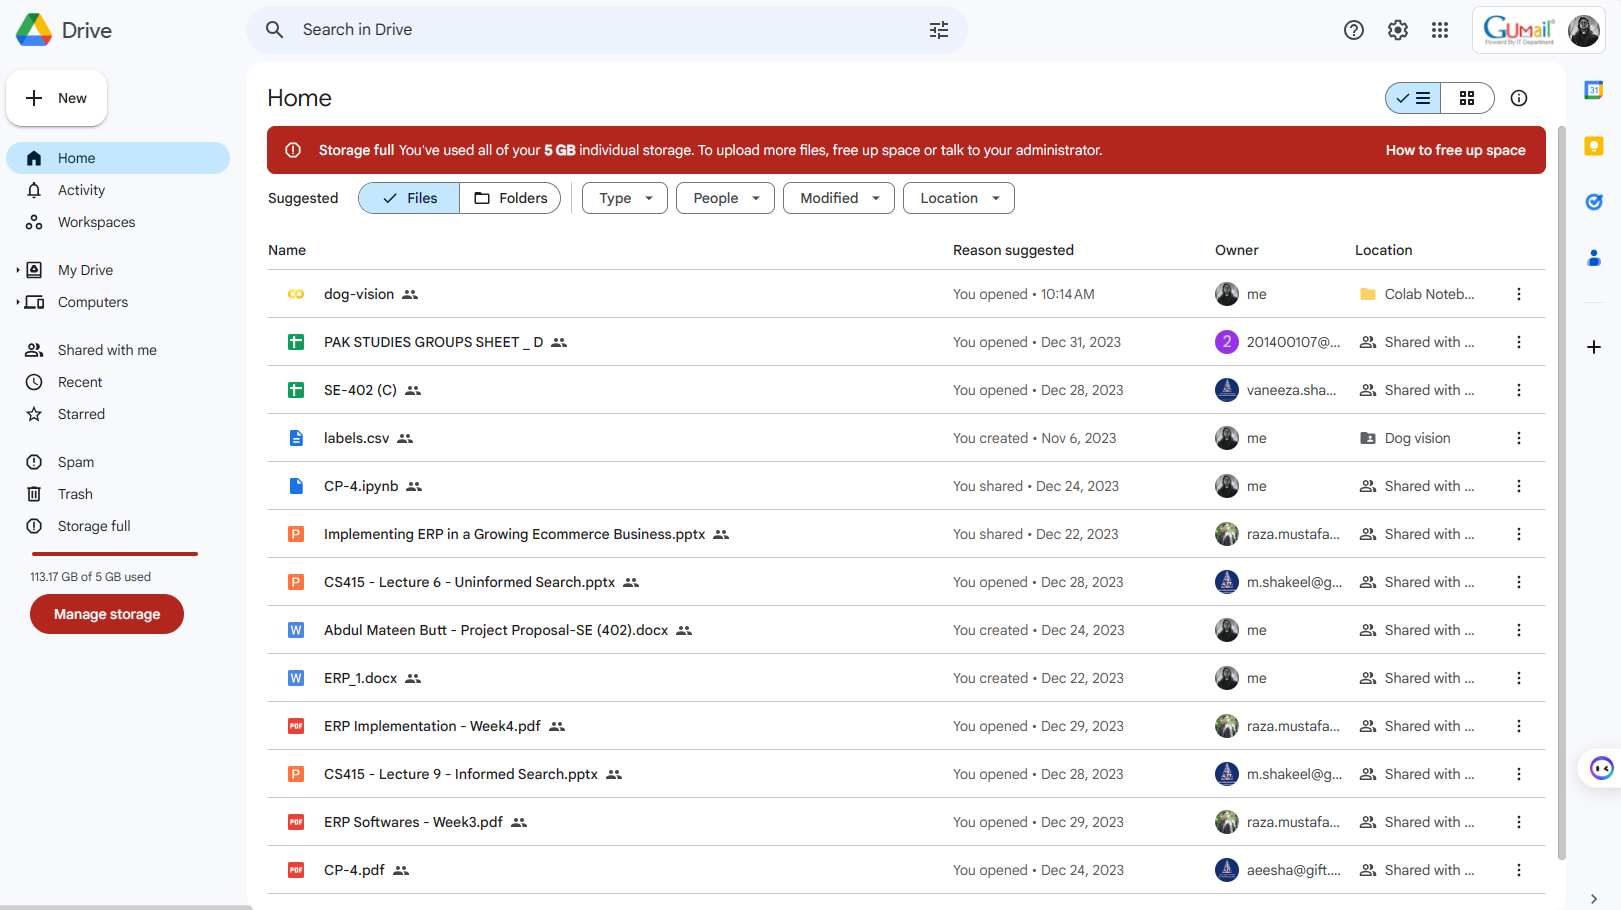 Drive
Search in Drive
GUmail
Powered By IT Department
New
Home
Activity
Workspaces
My Drive
Computers
Shared with me
Recent
Starred
Spam
Trash
Storage full
113.17 GB of 5 GB used
Manage storage
Home
Storage full You've used all of your 5 GB individual storage. To upload more files, free up space or talk to your administrator. How to free up space
Suggested Files Folders Type People Modified Location
Name Reason suggested Owner Location
dog-vision You opened • 10:14 AM me Colab Noteb...
PAK STUDIES GROUPS SHEET _ D You opened • Dec 31, 2023 2 201400107@... Shared with ...
SE-402 (C) You opened • Dec 28, 2023 vaneeza.sha... Shared with ...
labels.csv You created • Nov 6, 2023 me Dog vision
CP-4.ipynb You shared • Dec 24, 2023 me Shared with ...
P Implementing ERP in a Growing Ecommerce Business.pptx You shared • Dec 22, 2023 raza.mustafa... Shared with ...
P CS415 - Lecture 6 - Uninformed Search.pptx You opened • Dec 28, 2023 m.shakeel@g... Shared with ...
W Abdul Mateen Butt - Project Proposal-SE (402).docx You created • Dec 24, 2023 me Shared with ...
W ERP_1.docx You created • Dec 22, 2023 me Shared with ...
PDF ERP Implementation - Week4.pdf You opened • Dec 29, 2023 raza.mustafa... Shared with ...
P CS415 - Lecture 9 - Informed Search.pptx You opened • Dec 28, 2023 m.shakeel@g... Shared with ...
PDF ERP Softwares - Week3.pdf You opened • Dec 29, 2023 raza.mustafa... Shared with ...
PDF CP-4.pdf You opened • Dec 24, 2023 aeesha@gift.... Shared with ...
31